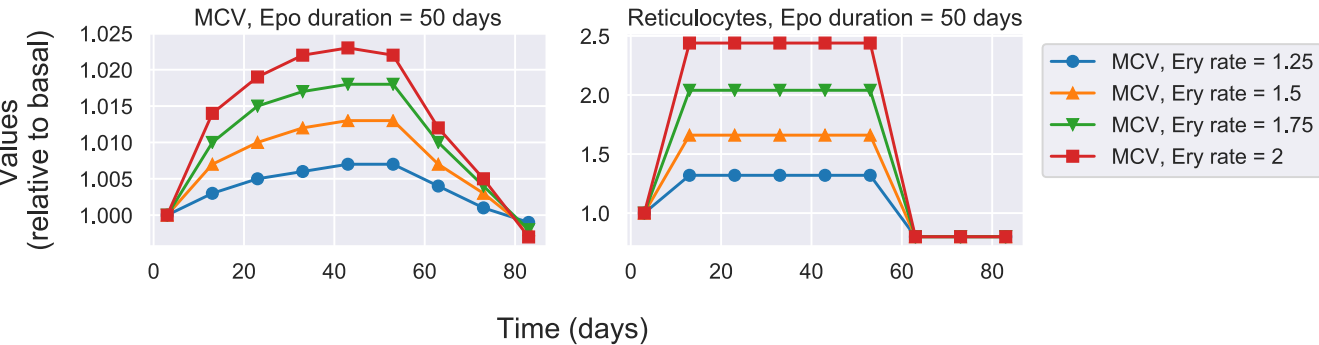 MCV, Epo duration = 50 days
Reticulocytes, Epo duration = 50 days
Values
(relative to basal)
1.025
1.020
1.015
1.010
1.005
1.000
0 20 40 60 80
2.5
2.0
1.5
1.0
0 20 40 60 80
Time (days)
MCV, Ery rate = 1.25
MCV, Ery rate = 1.5
MCV, Ery rate = 1.75
MCV, Ery rate = 2